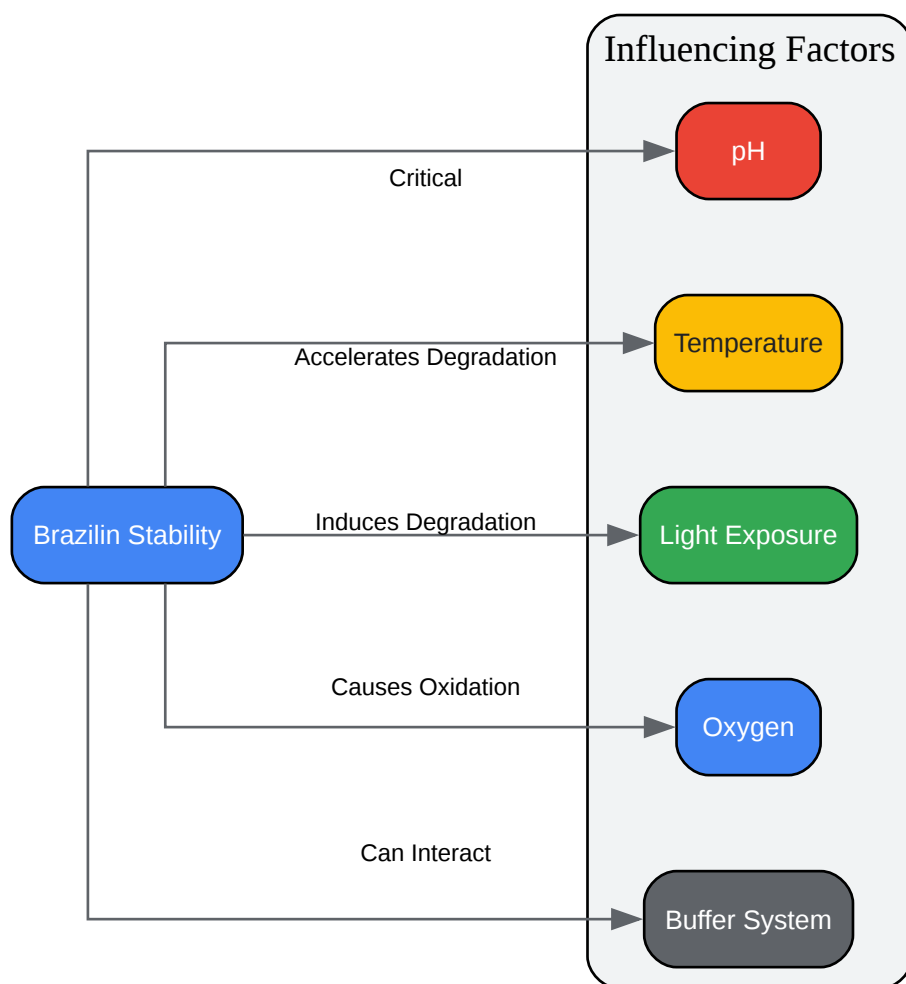 Influencing Factors
pH
Critical
Temperature
Accelerates Degradation
Brazilin Stability
Induces Degradation
Light Exposure
Causes Oxidation
Oxygen
Can Interact
Buffer System